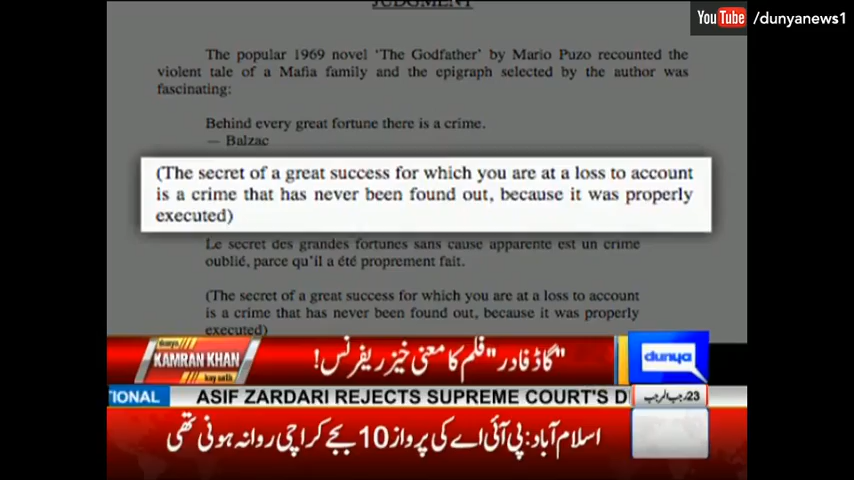 JUDGMENT
You Tube /dunyanews1
The popular 1969 novel 'The Godfather' by Mario Puzo recounted the
violent tale of a Mafia family and the epigraph selected by the author was
fascinating:
Behind every great fortune there is a crime.
— Balzac
(The secret of a great success for which you are at a loss to account
is a crime that has never been found out, because it was properly
executed)
Le secret des grandes fortunes sans cause apparente est un crime
oublié, parce qu'il a été proprement fait.
(The secret of a great success for which you are at a loss to account
is a crime that has never been found out, because it was properly
executed)
dunya
KAMRAN KHAN
kay sath
"گاڈ فادر" فلم کا معنی خیز ریفرنس!
dunya
TIONAL
ASIF ZARDARI REJECTS SUPREME COURT'S D
23 رجب المرجب
اسلام آباد: پی آئی اے کی پرواز 10 بجے کراچی روانہ ہونی تھی